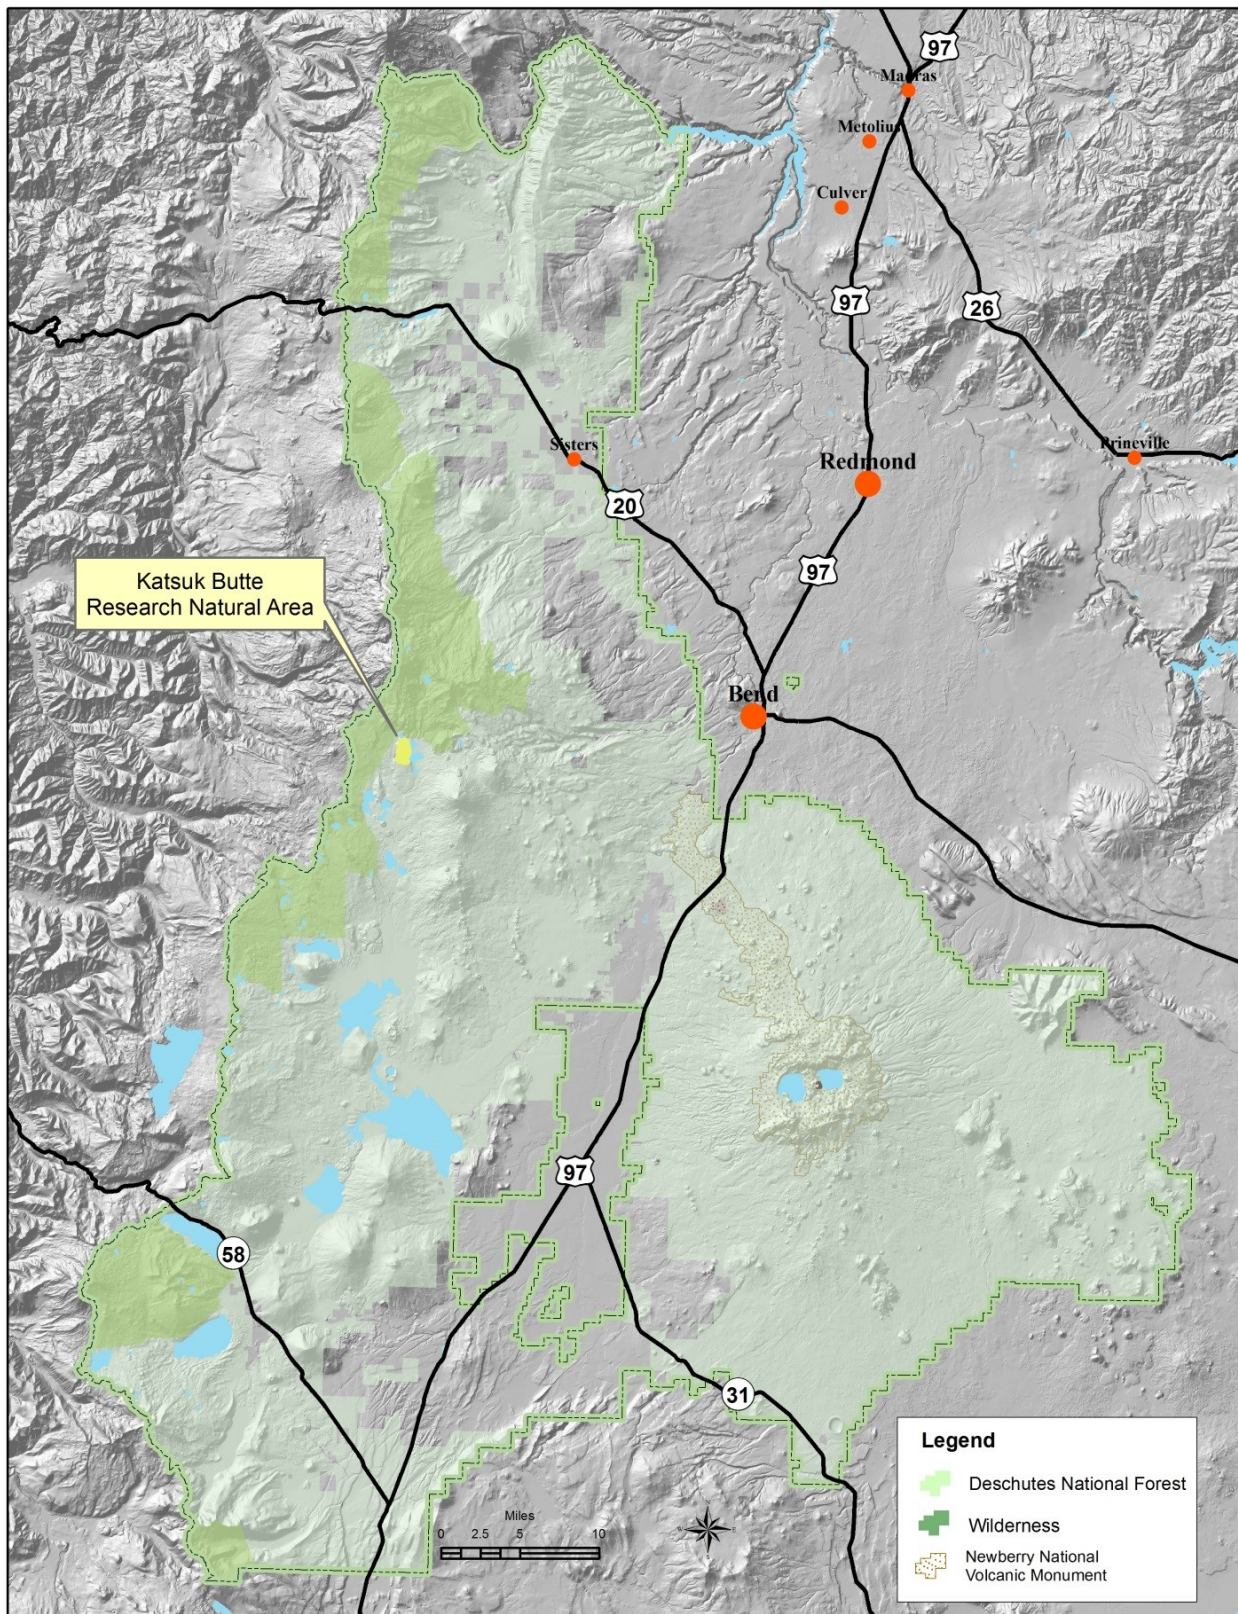 97
Madras
Metolius
Culver
97
26
Sisters
Redmond
Prineville
20
97
Katsuk Butte
Research Natural Area
Bend
97
58
31
Legend
Deschutes National Forest
Wilderness
Newberry National
Volcanic Monument
Miles
0 2.5 5 10